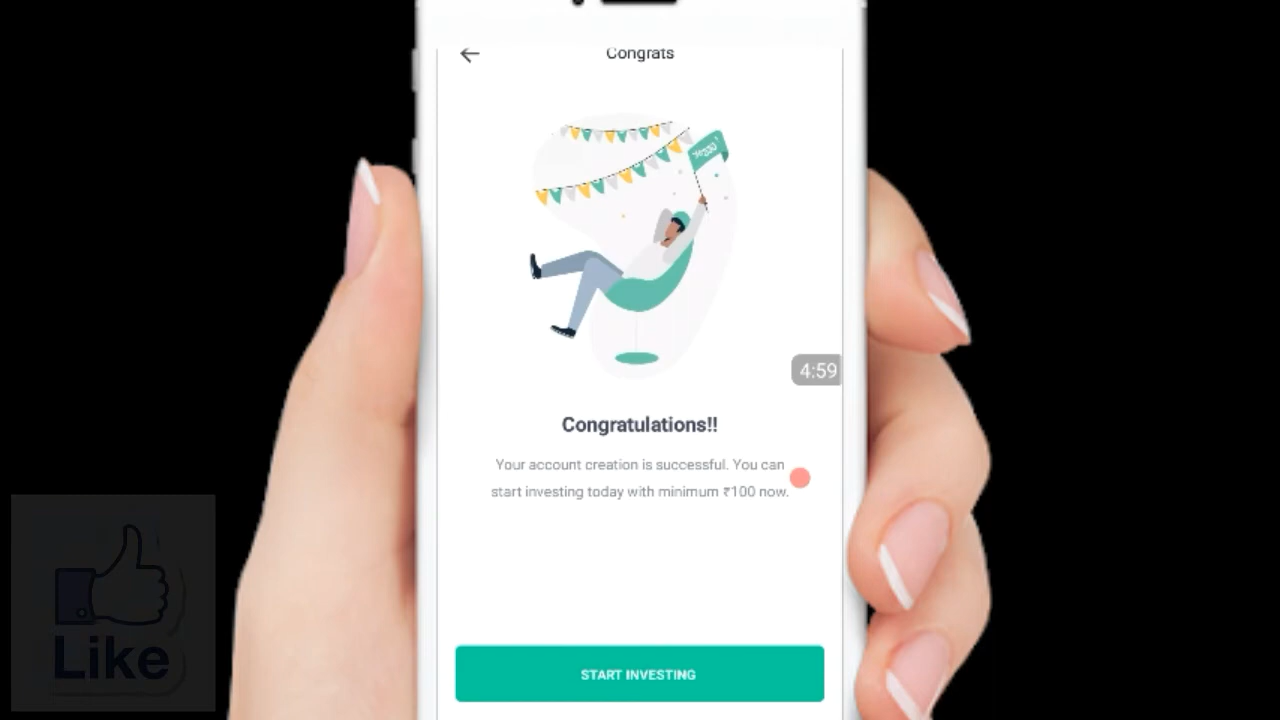 Congrats
4:59
Congratulations!!
Your account creation is successful. You can
start investing today with minimum ₹100 now.
Like
START INVESTING